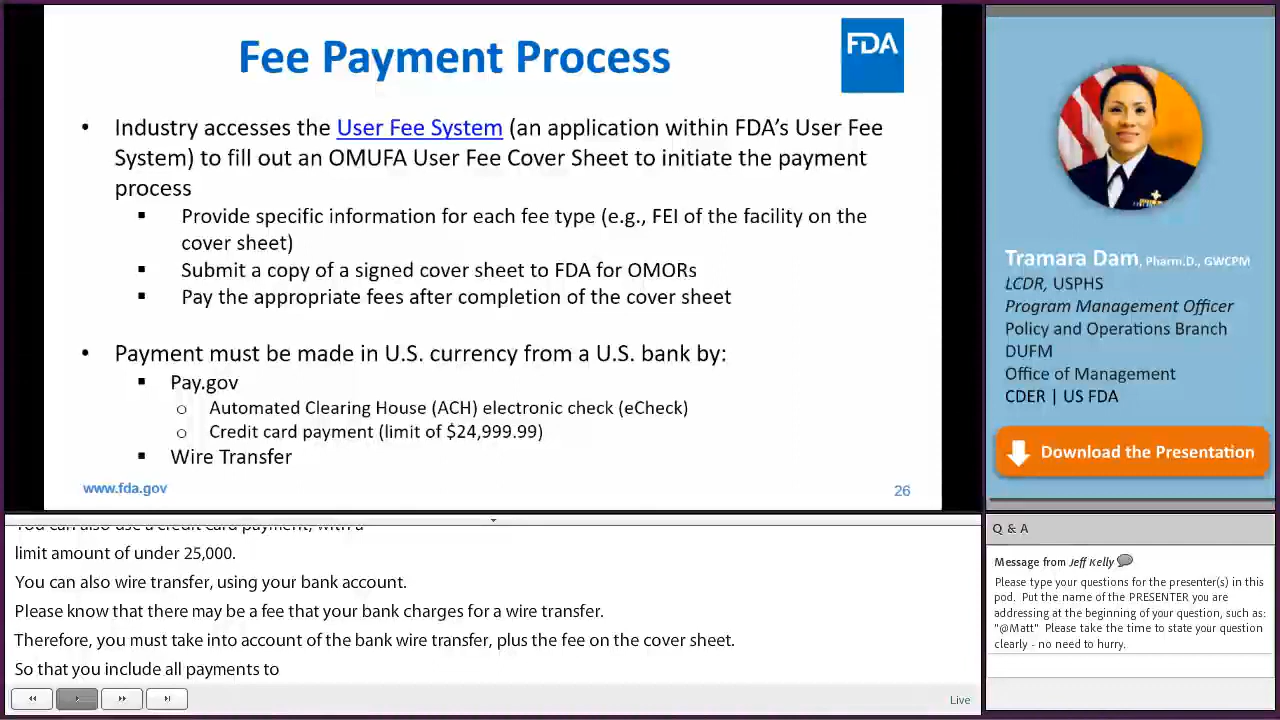 Fee Payment Process
FDA
• Industry accesses the User Fee System (an application within FDA's User Fee
System) to fill out an OMUFA User Fee Cover Sheet to initiate the payment
process
▪ Provide specific information for each fee type (e.g., FEI of the facility on the
cover sheet)
▪ Submit a copy of a signed cover sheet to FDA for OMORs
▪ Pay the appropriate fees after completion of the cover sheet
• Payment must be made in U.S. currency from a U.S. bank by:
▪ Pay.gov
o Automated Clearing House (ACH) electronic check (eCheck)
o Credit card payment (limit of $24,999.99)
▪ Wire Transfer
www.fda.gov
26
Tramara Dam, Pharm.D., GWCPM
LCDR, USPHS
Program Management Officer
Policy and Operations Branch
DUFM
Office of Management
CDER | US FDA
Download the Presentation
You can also use a credit card payment, with a
limit amount of under 25,000.
You can also wire transfer, using your bank account.
Please know that there may be a fee that your bank charges for a wire transfer.
Therefore, you must take into account of the bank wire transfer, plus the fee on the cover sheet.
So that you include all payments to
Live
Q & A
Message from Jeff Kelly
Please type your questions for the presenter(s) in this
pod. Put the name of the PRESENTER you are
addressing at the beginning of your question, such as:
"@Matt" Please take the time to state your question
clearly - no need to hurry.